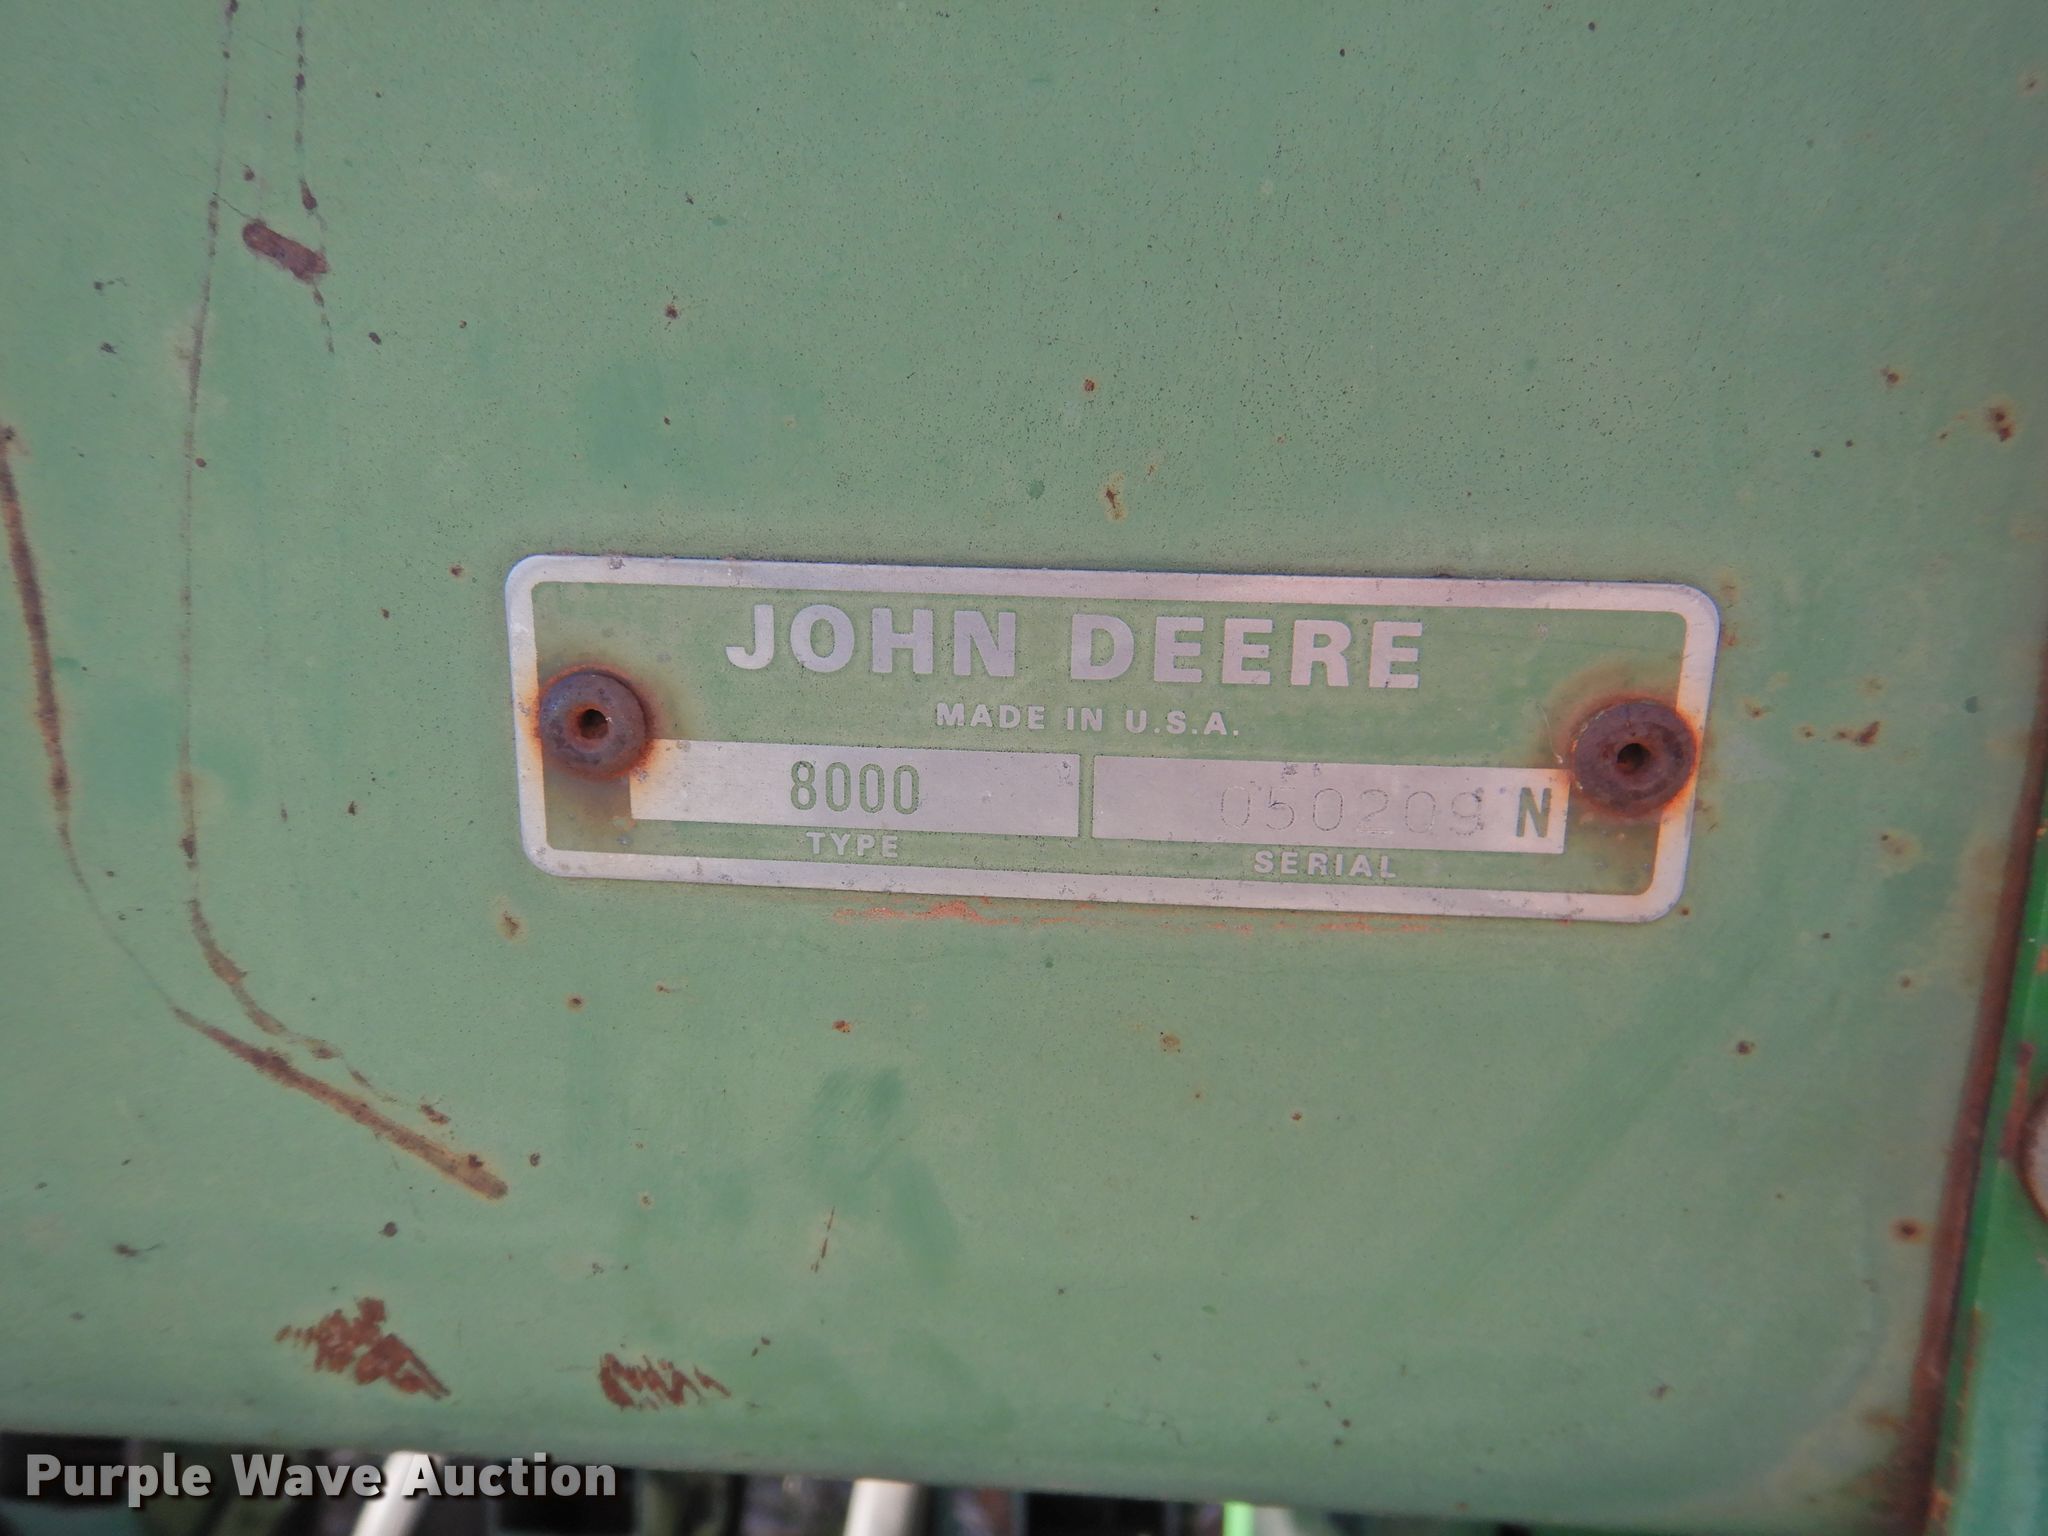 JOHN DEERE
MADE IN U.S.A.
8000 050209 N
TYPE SERIAL
Purple Wave Auction